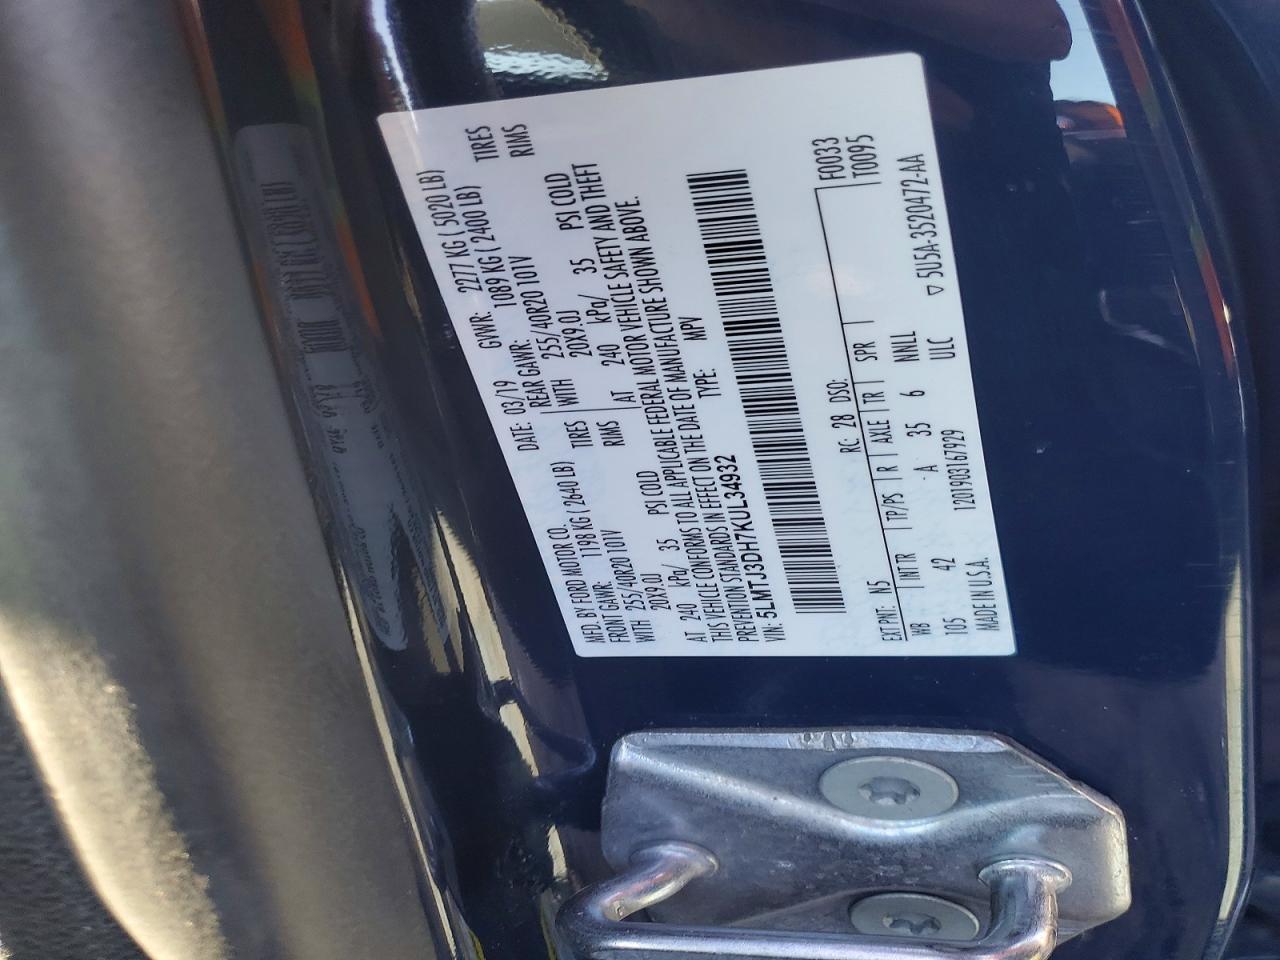 MFD. BY FORD MOTOR CO. DATE: 03/19 GVWR: 2277 KG ( 5020 LB)
FRONT GAWR: 1198 KG ( 2640 LB) REAR GAWR: 1089 KG ( 2400 LB)
WITH 255/40R20 101V TIRES WITH 255/40R20 101V TIRES
20X9.0J RIMS 20X9.0J RIMS
AT 240 kPa/ 35 PSI COLD AT 240 kPa/ 35 PSI COLD
THIS VEHICLE CONFORMS TO ALL APPLICABLE FEDERAL MOTOR VEHICLE SAFETY AND THEFT
PREVENTION STANDARDS IN EFFECT ON THE DATE OF MANUFACTURE SHOWN ABOVE.
VIN: 5LMTJ3DH7KUL34932 TYPE: MPV
F0033
T0095
EXT PNT: N5 RC: 28 DSO:
WB INT TR TP/PS R AXLE TR SPR
105 42 A 35 6 NNLL
ULC
MADE IN U.S.A. 120190316​7929 5U5A-3520472-AA